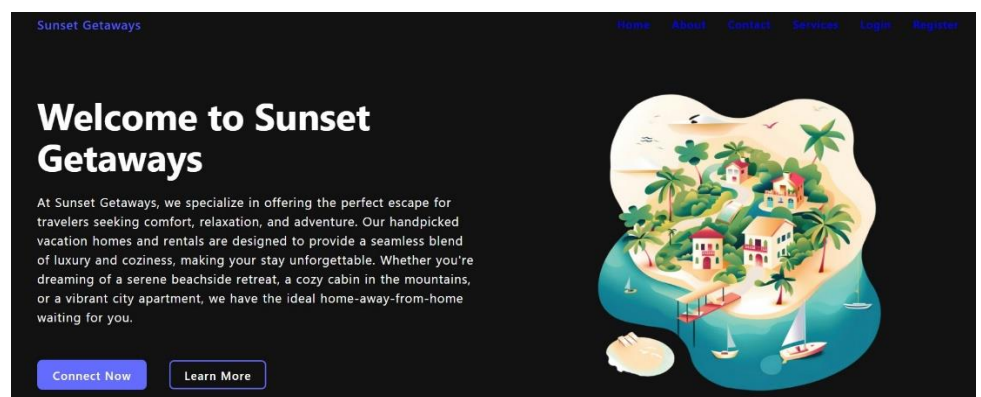 Sunset Getaways
Home About Contact Services Login Register
Welcome to Sunset
Getaways
At Sunset Getaways, we specialize in offering the perfect escape for
travelers seeking comfort, relaxation, and adventure. Our handpicked
vacation homes and rentals are designed to provide a seamless blend
of luxury and coziness, making your stay unforgettable. Whether you're
dreaming of a serene beachside retreat, a cozy cabin in the mountains,
or a vibrant city apartment, we have the ideal home-away-from-home
waiting for you.
Connect Now Learn More